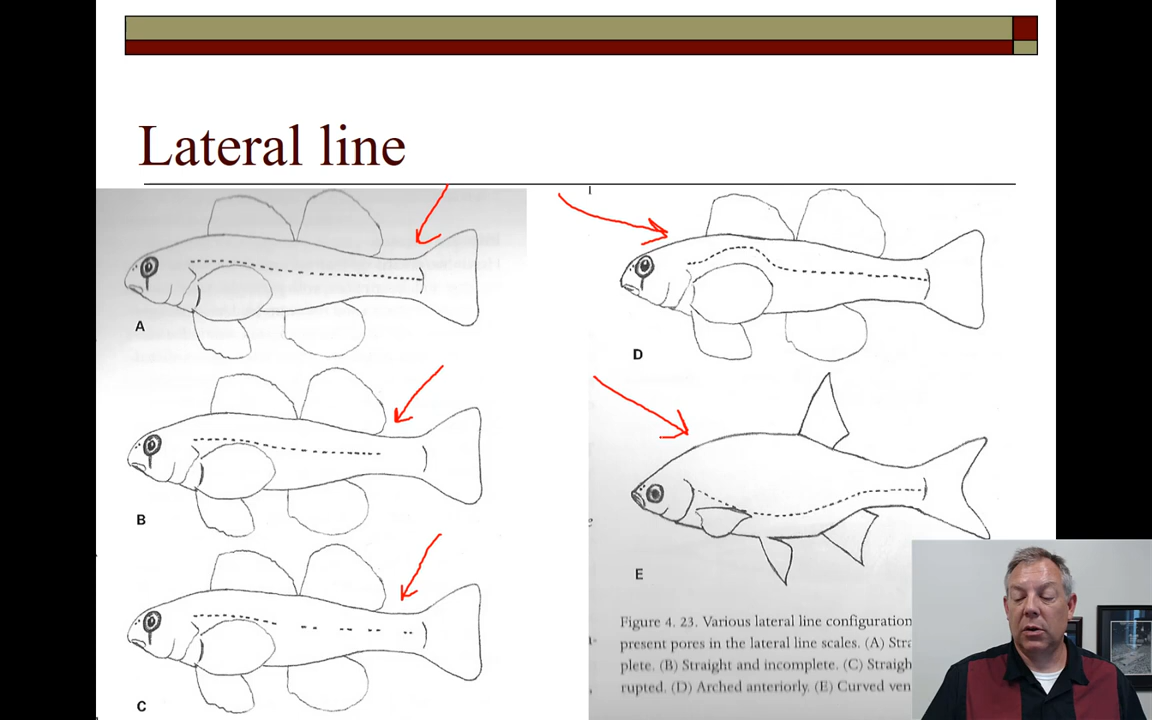 Lateral line
A
B
C
D
E
Figure 4. 23. Various lateral line configuration
present pores in the lateral line scales. (A) Stra
plete. (B) Straight and incomplete. (C) Straigh
rupted. (D) Arched anteriorly. (E) Curved ven